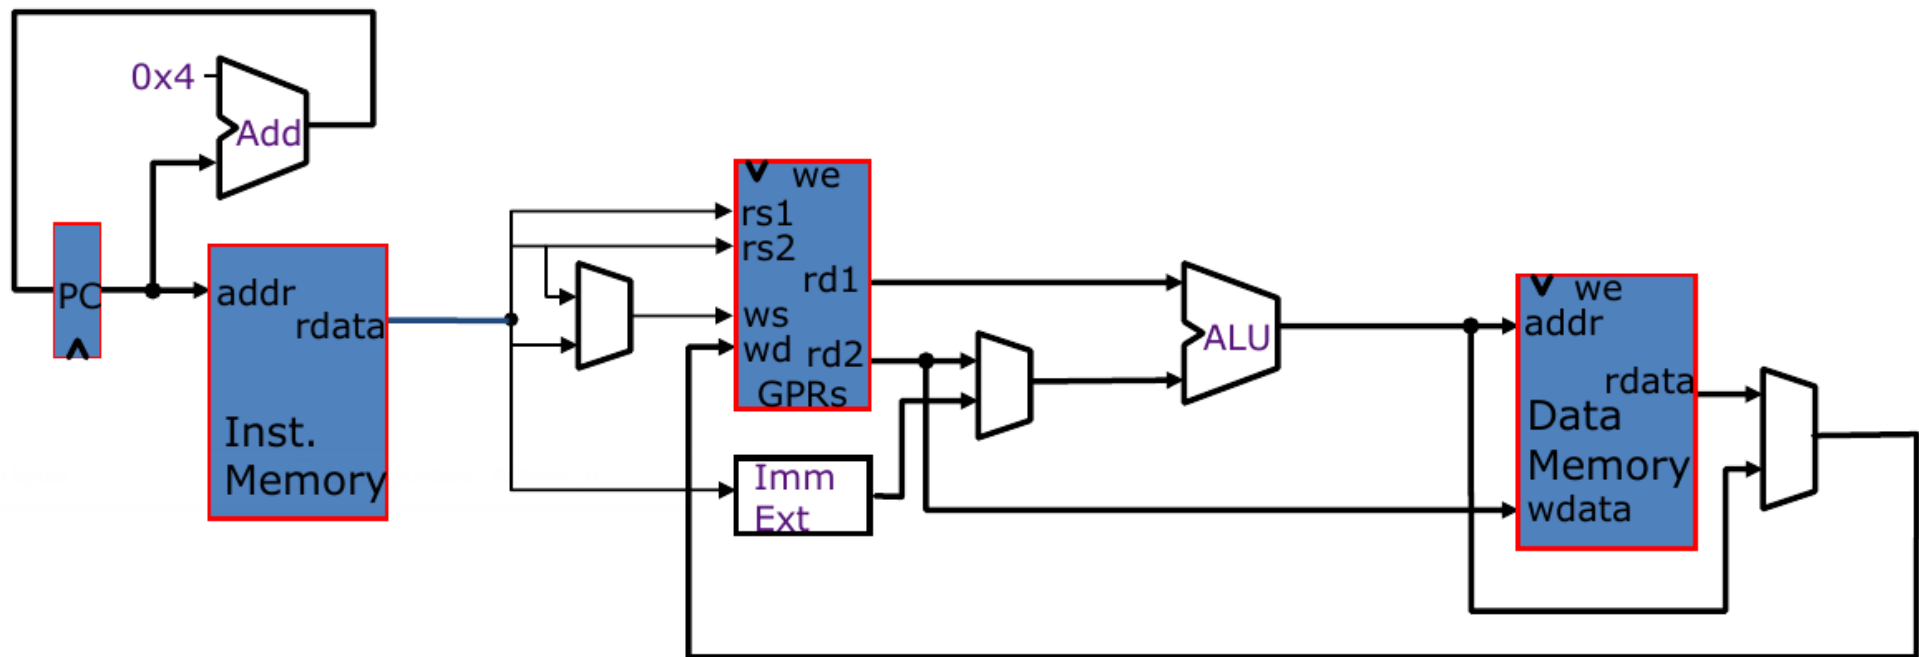 0x4
Add
PC
addr
rdata
Inst.
Memory
we
rs1
rs2
rd1
ws
wd
rd2
GPRs
Imm
Ext
ALU
we
addr
rdata
Data
Memory
wdata